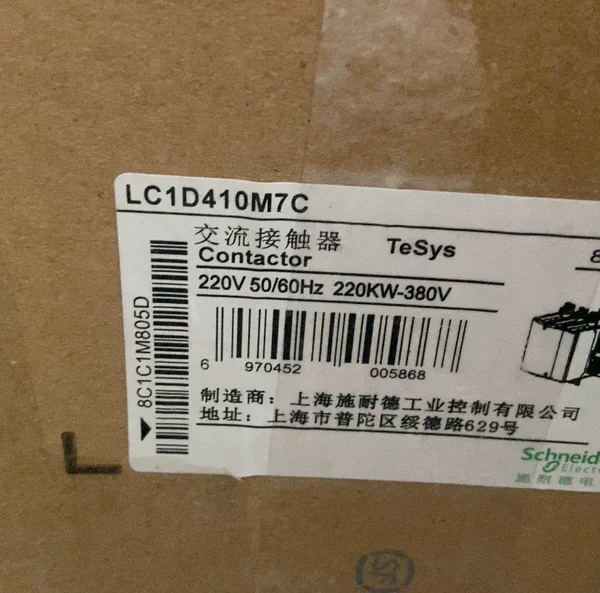 LC1D410M7C
交流接触器 TeSys
Contactor
220V 50/60Hz 220KW-380V
8C1C1M805D
6 970452 005868
制造商：上海施耐德工业控制有限公司
地址：上海市普陀区绥德路629号
Schneid
Electr
施耐德电
L